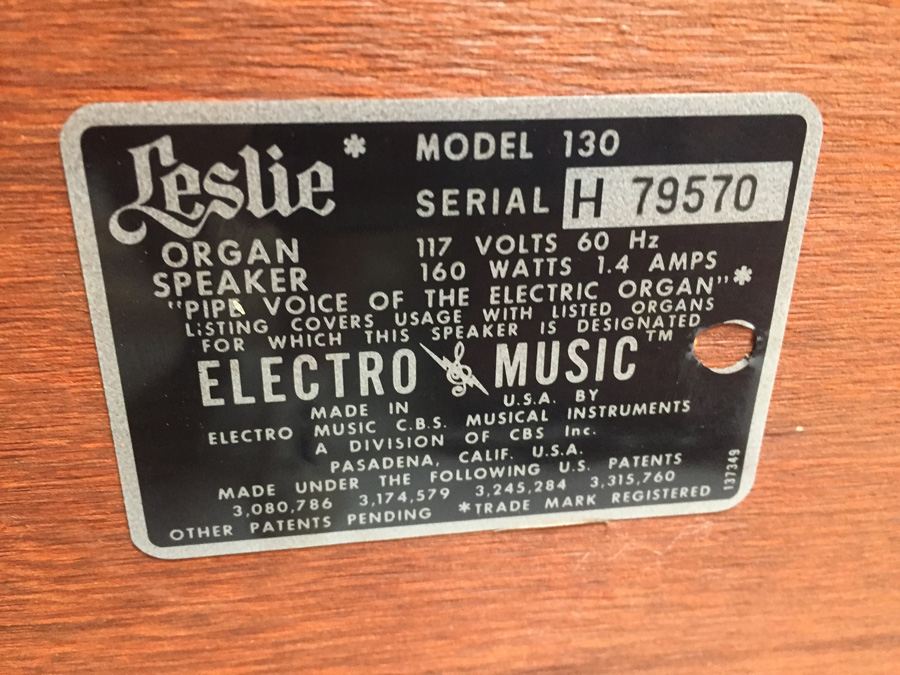 Leslie*
MODEL 130
SERIAL H 79570
ORGAN
SPEAKER
117 VOLTS 60 Hz
160 WATTS 1.4 AMPS
"PIPE VOICE OF THE ELECTRIC ORGAN"*
LISTING COVERS USAGE WITH LISTED ORGANS
FOR WHICH THIS SPEAKER IS DESIGNATED
ELECTRO MUSIC™
MADE IN U.S.A. BY
ELECTRO MUSIC C.B.S. MUSICAL INSTRUMENTS
A DIVISION OF CBS Inc.
PASADENA, CALIF. U.S.A.
MADE UNDER THE FOLLOWING U.S. PATENTS
3,080,786 3,174,579 3,245,284 3,315,760
OTHER PATENTS PENDING *TRADE MARK REGISTERED
137349